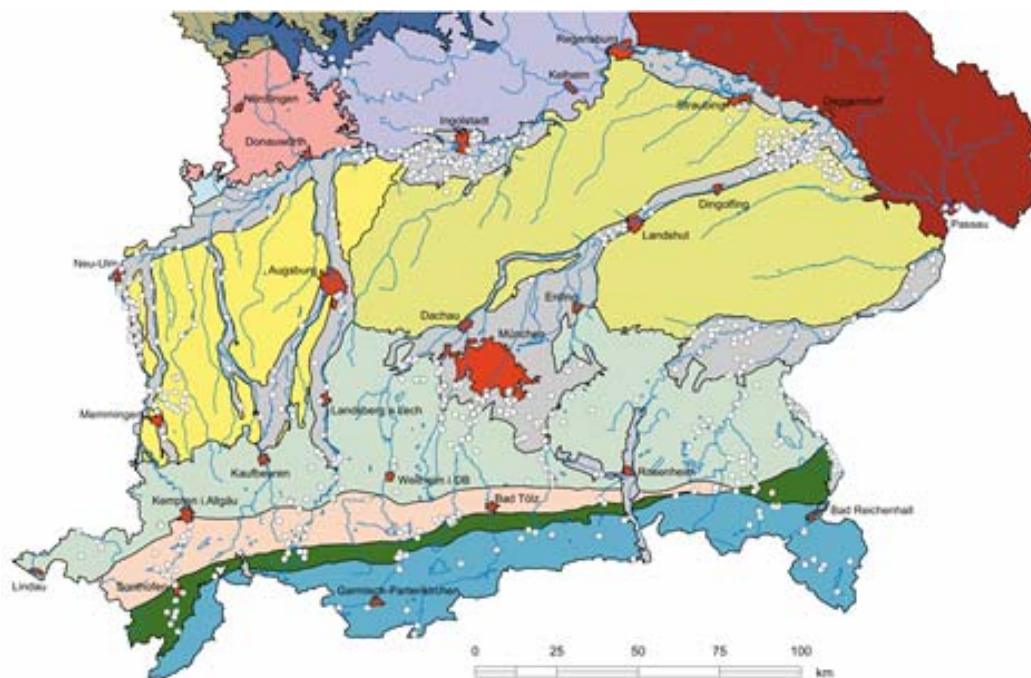 Regensburg
Kelheim
Nördlingen
Straubing
Deggendorf
Ingolstadt
Donauwörth
Dingolfing
Passau
Landshut
Neu-Ulm
Augsburg
Erding
Dachau
München
Memmingen
Landsberg a.Lech
Kaufbeuren
Rosenheim
Weilheim i.OB
Kempten i.Allgäu
Bad Tölz
Bad Reichenhall
Lindau
Sonthofen
Garmisch-Partenkirchen
0 25 50 75 100
km